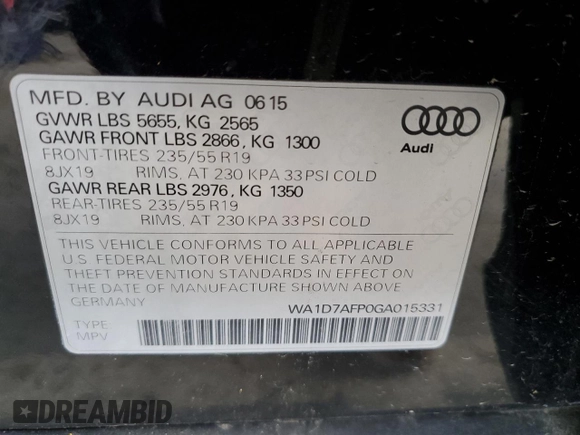 MFD. BY AUDI AG 0615
GVWR LBS 5655, KG 2565
GAWR FRONT LBS 2866, KG 1300
FRONT-TIRES 235/55 R19
8JX19 RIMS, AT 230 KPA 33 PSI COLD
GAWR REAR LBS 2976, KG 1350
REAR-TIRES 235/55 R19
8JX19 RIMS, AT 230 KPA 33 PSI COLD
Audi
THIS VEHICLE CONFORMS TO ALL APPLICABLE
U.S. FEDERAL MOTOR VEHICLE SAFETY AND
THEFT PREVENTION STANDARDS IN EFFECT ON
THE DATE OF MANUFACTURE SHOWN ABOVE
GERMANY
WA1D7AFP0GA015331
TYPE
MPV
DREAMBID